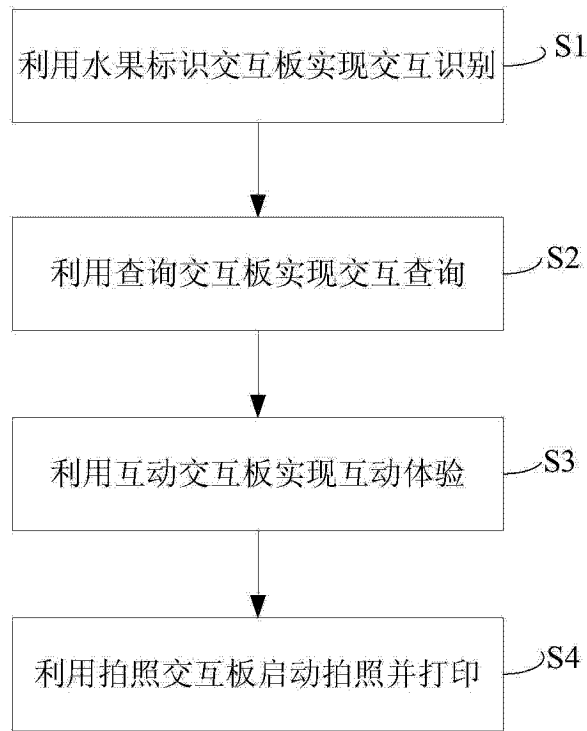 利用水果标识交互板实现交互识别
S1
利用查询交互板实现交互查询
S2
利用互动交互板实现互动体验
S3
利用拍照交互板启动拍照并打印
S4